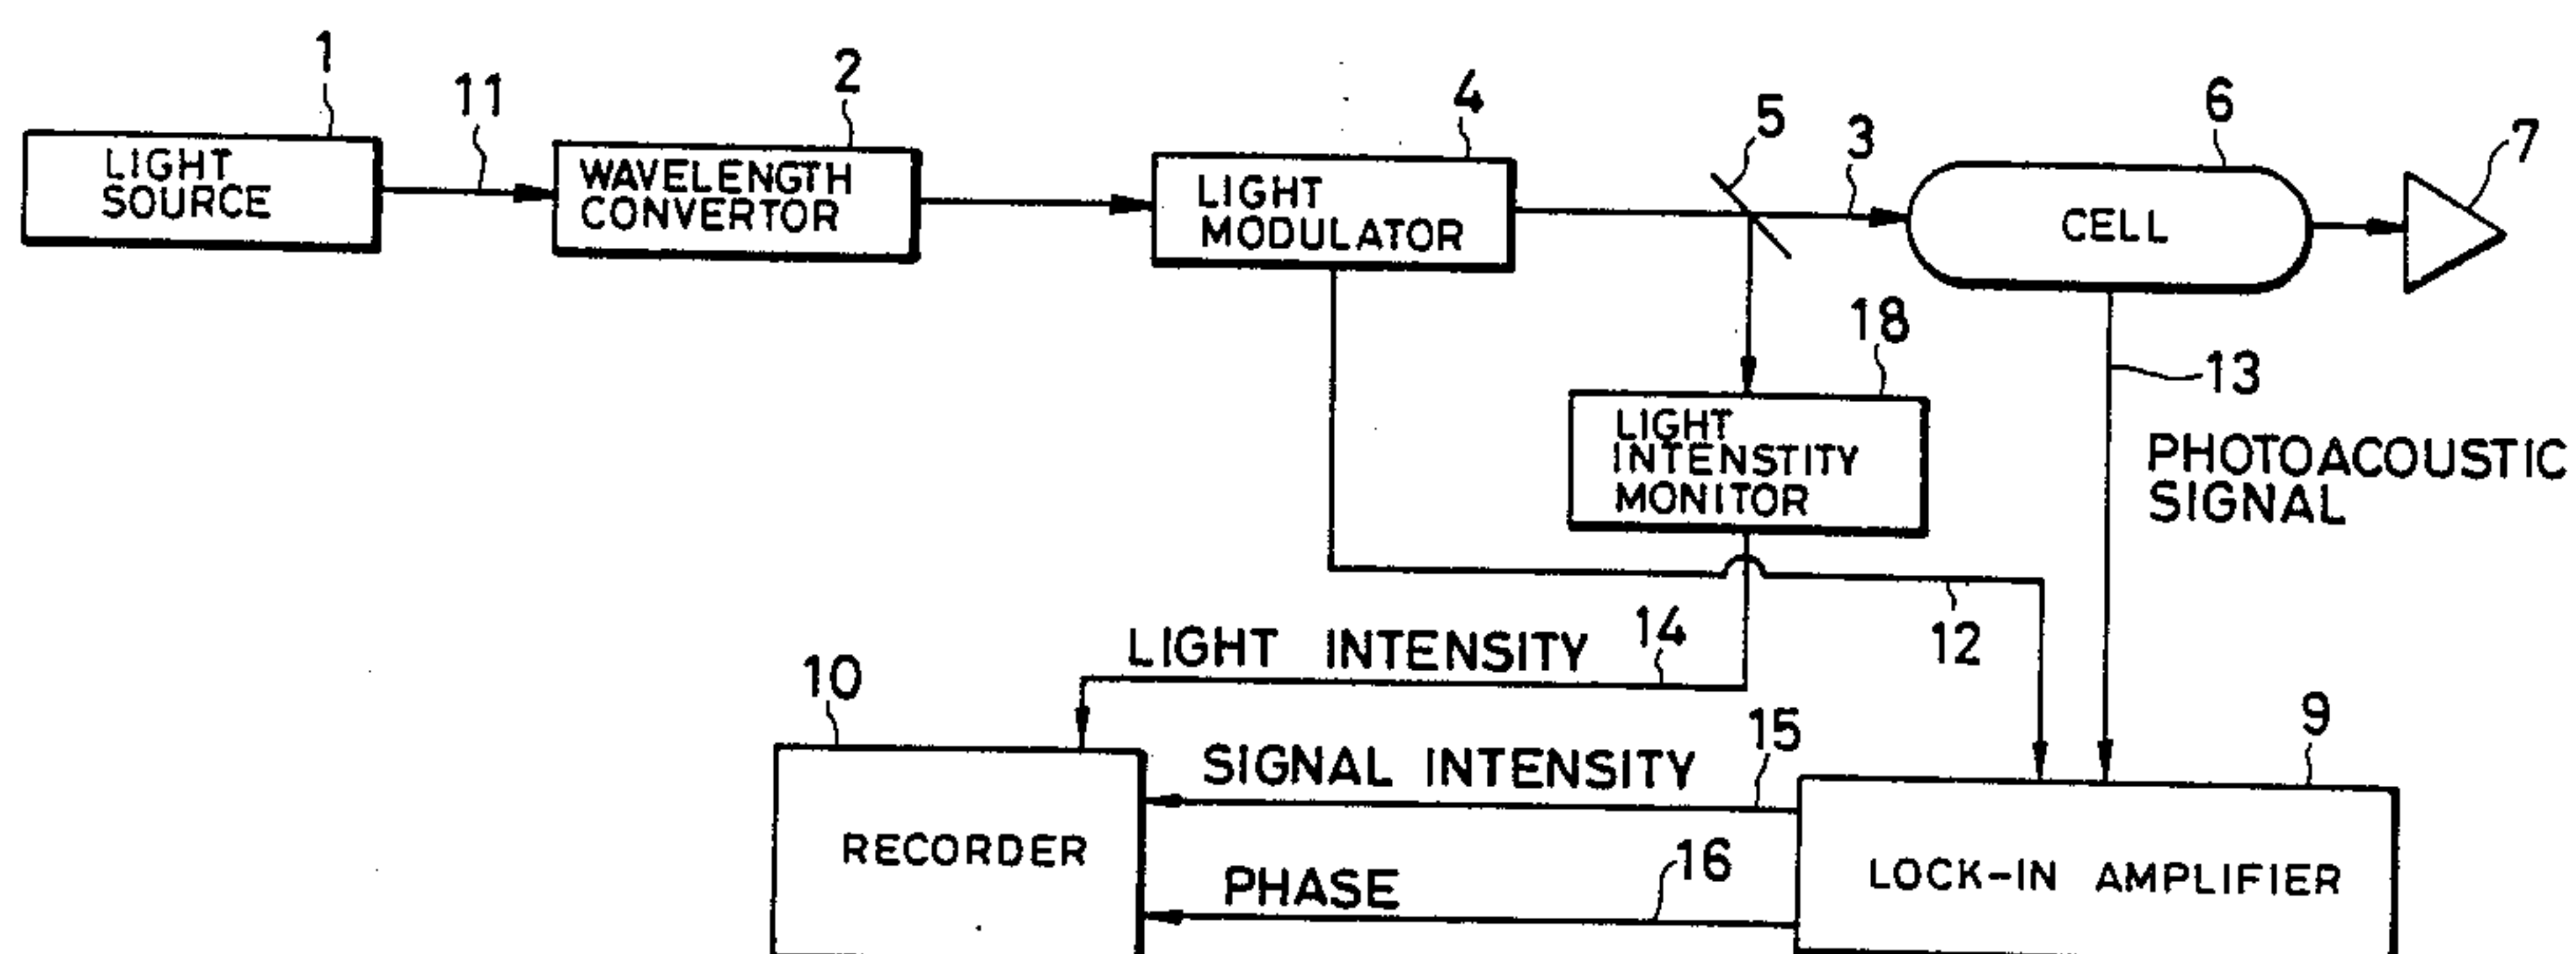 1
11
2
4
5
3
6
7
LIGHT
SOURCE
WAVELENGTH
CONVERTOR
LIGHT
MODULATOR
CELL
18
13
LIGHT
INTENSTITY
MONITOR
PHOTOACOUSTIC
SIGNAL
12
LIGHT INTENSITY
14
10
SIGNAL INTENSITY
15
9
RECORDER
PHASE
16
LOCK-IN AMPLIFIER